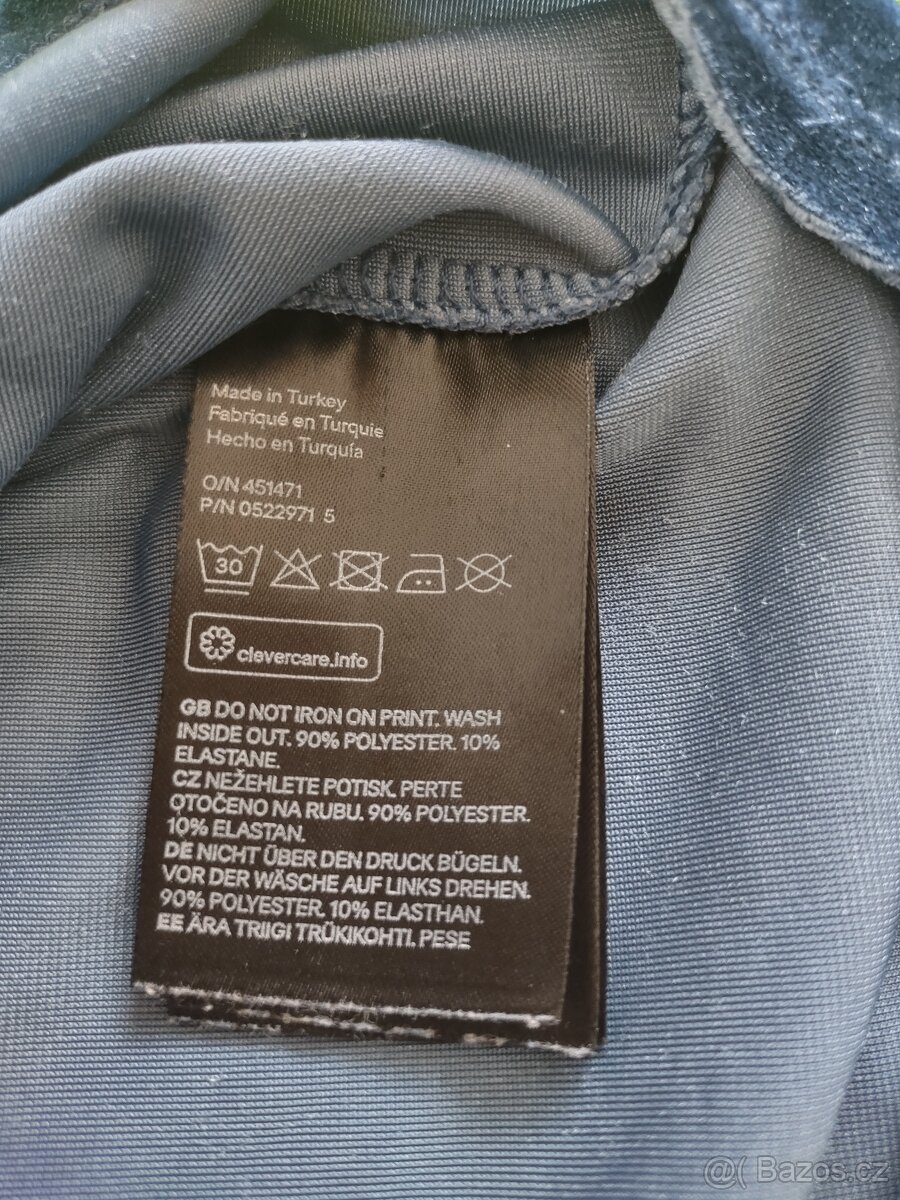 Made in Turkey
Fabriqué en Turquie
Hecho en Turquía
O/N 451471
P/N 0522971 5
30
clevercare.info
GB DO NOT IRON ON PRINT. WASH
INSIDE OUT. 90% POLYESTER. 10%
ELASTANE.
CZ NEŽEHLETE POTISK. PERTE
OTOČENO NA RUBU. 90% POLYESTER.
10% ELASTAN.
DE NICHT ÜBER DEN DRUCK BÜGELN.
VOR DER WÄSCHE AUF LINKS DREHEN.
90% POLYESTER. 10% ELASTHAN.
EE ÄRA TRIIGI TRÜKIKOHTI. PESE
@( Bazos.cz